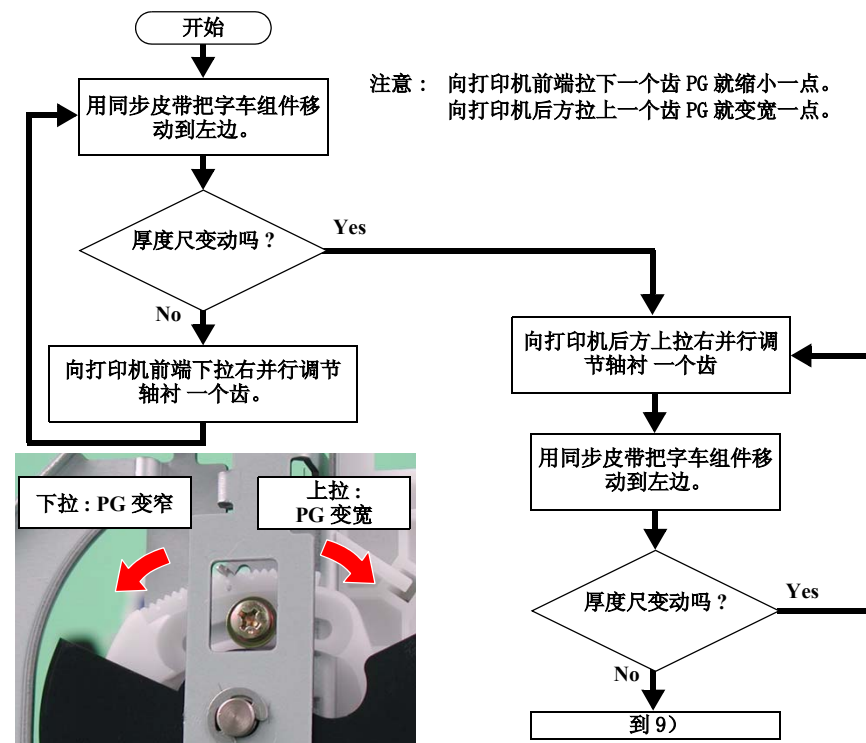 开始
注意： 向打印机前端拉下一个齿 PG 就缩小一点。
向打印机后方拉上一个齿 PG 就变宽一点。
用同步皮带把字车组件移
动到左边。
厚度尺变动吗？
Yes
No
向打印机前端下拉右并行调节
轴衬 一个齿。
向打印机后方上拉右并行调
节轴衬 一个齿
用同步皮带把字车组件移
动到左边。
厚度尺变动吗？
Yes
No
到 9）
下拉 : PG 变窄
上拉 :
PG 变宽